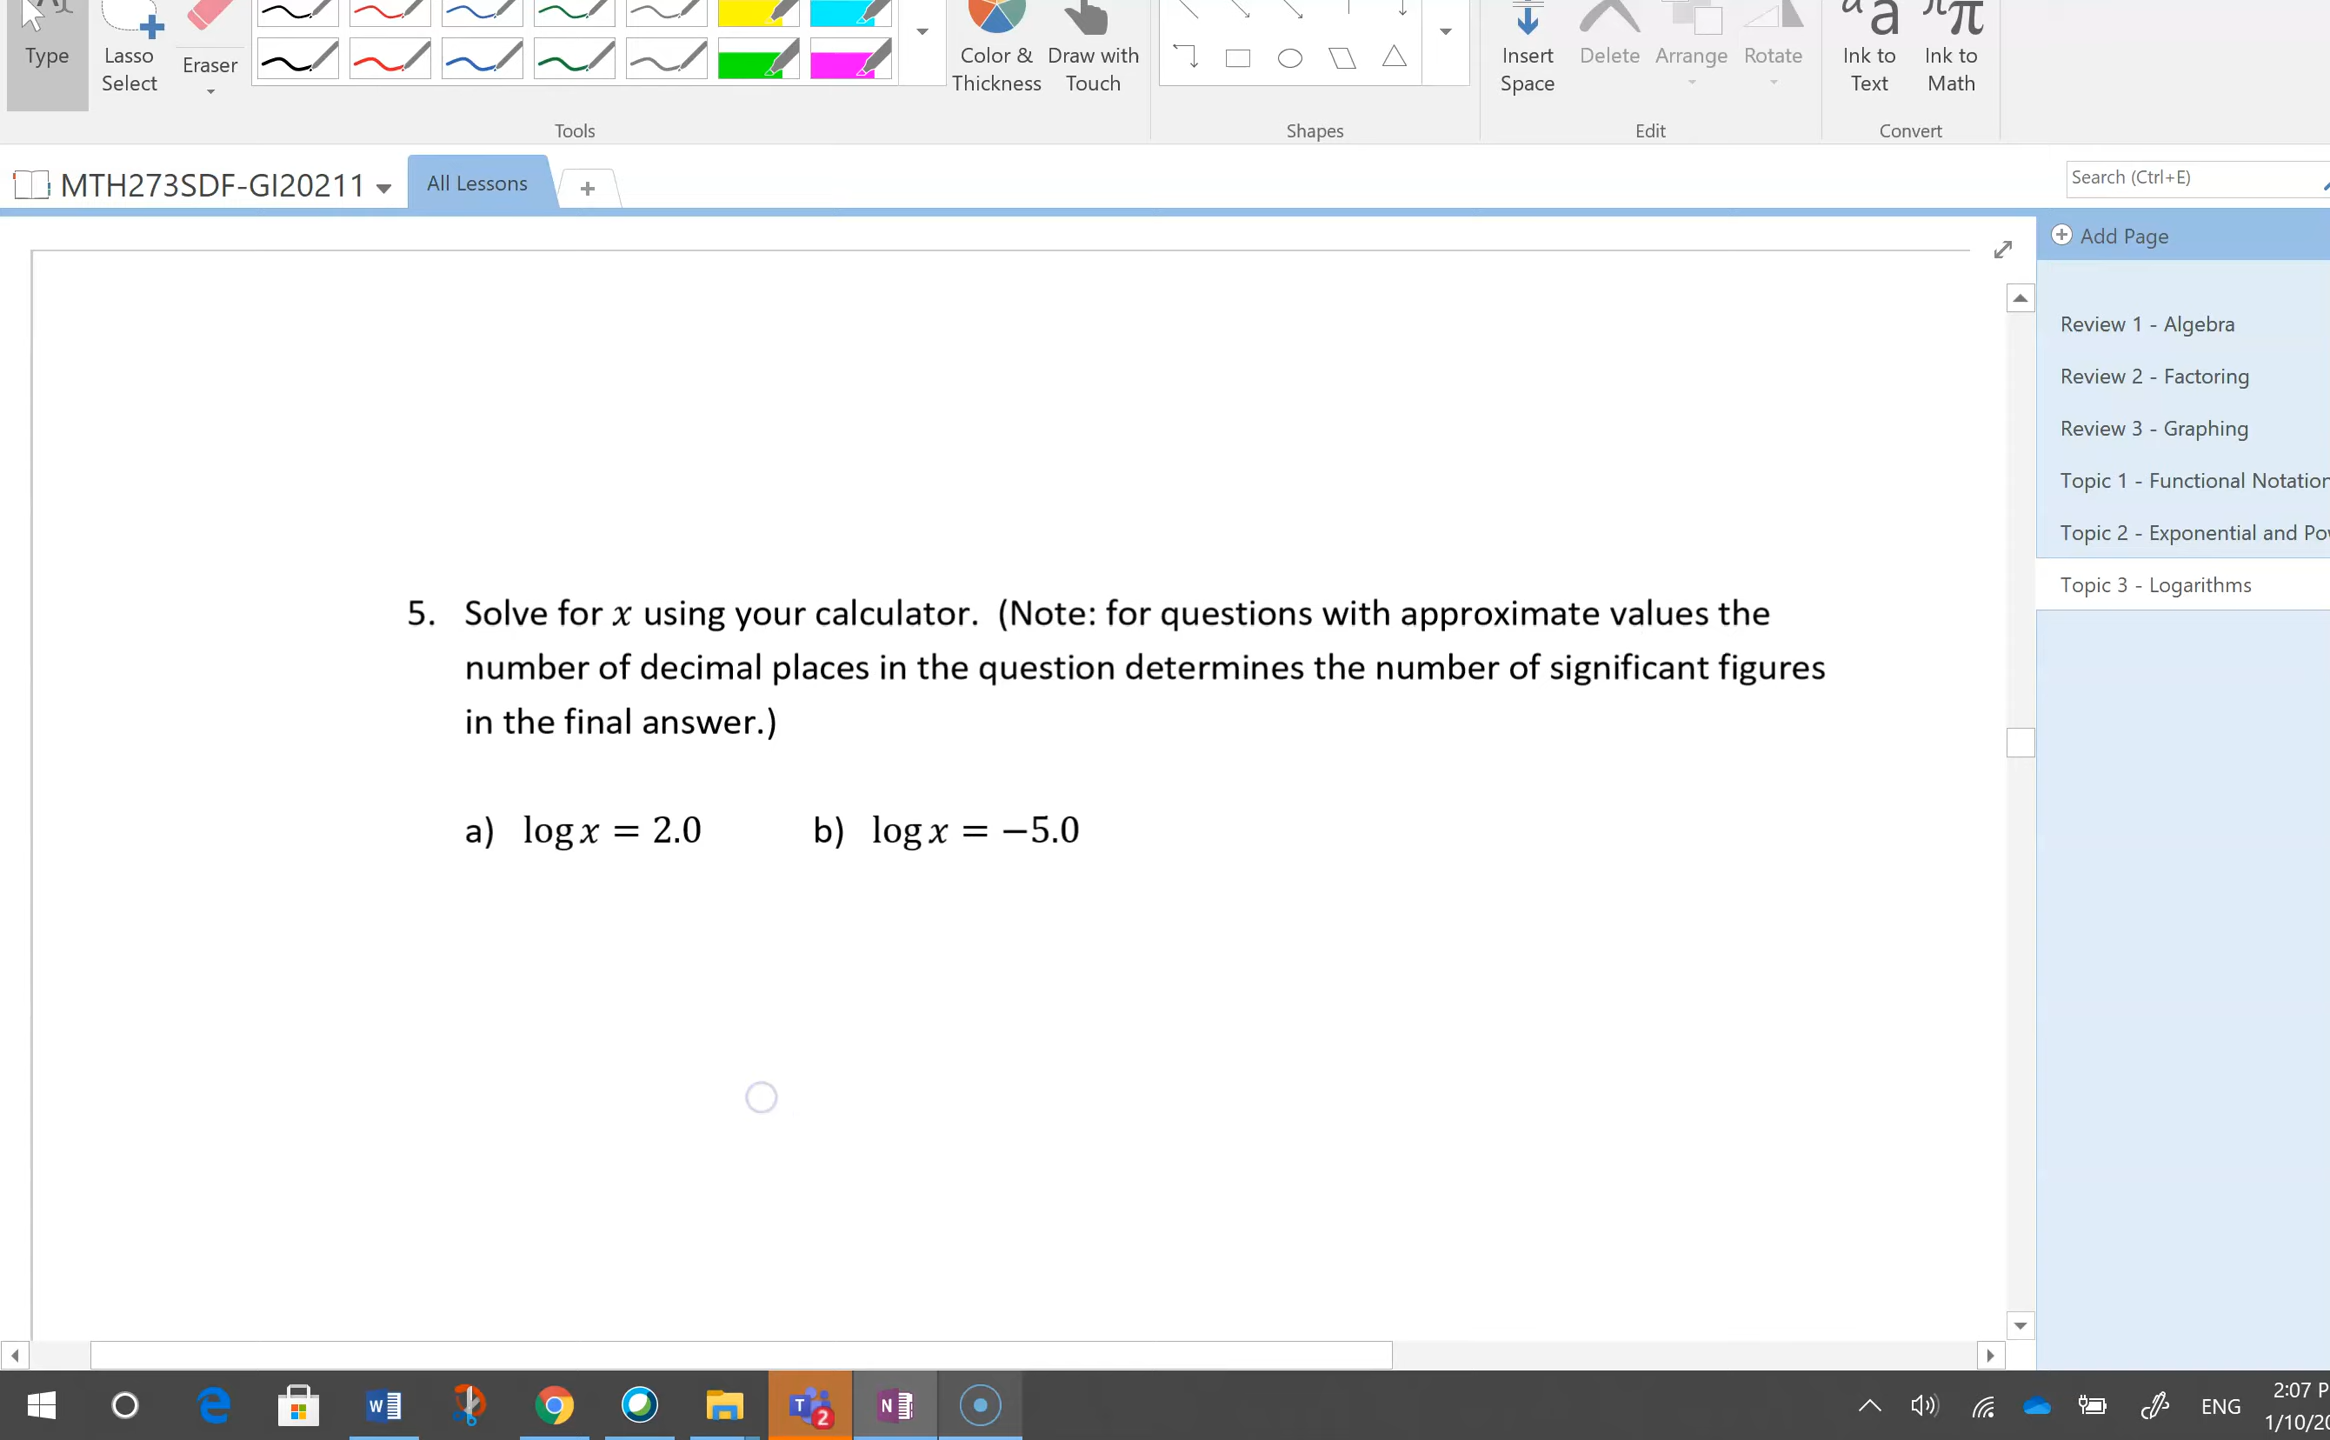 Type
Lasso
Select
Eraser
Color &
Thickness
Draw with
Touch
Insert
Space
Delete
Arrange
Rotate
Ink to
Text
Ink to
Math
Tools
Shapes
Edit
Convert
MTH273SDF-GI20211
All Lessons
Search (Ctrl+E)
Add Page
Review 1 - Algebra
Review 2 - Factoring
Review 3 - Graphing
Topic 1 - Functional Notation
Topic 2 - Exponential and Po
Topic 3 - Logarithms
5. Solve for x using your calculator. (Note: for questions with approximate values the
number of decimal places in the question determines the number of significant figures
in the final answer.)
a) log x = 2.0 b) log x = −5.0
ENG
2:07 P
1/10/20